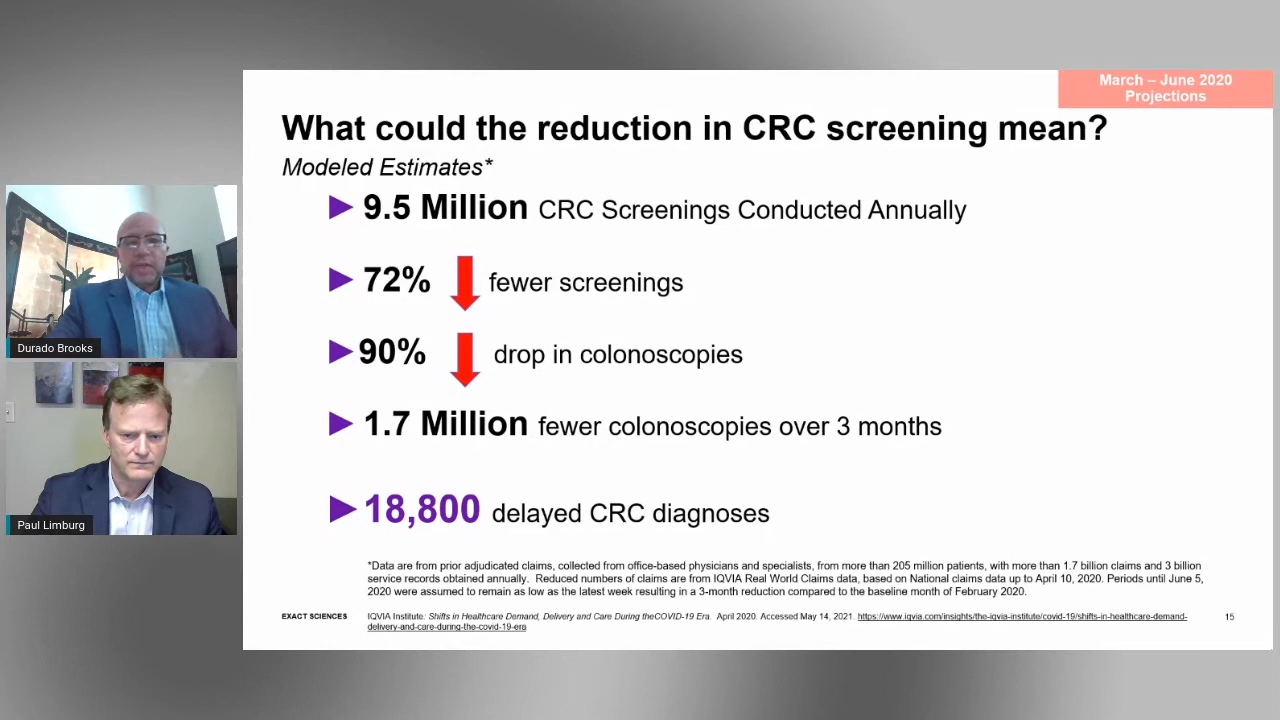 March – June 2020
Projections
What could the reduction in CRC screening mean?
Modeled Estimates*
▶ 9.5 Million CRC Screenings Conducted Annually
▶ 72% fewer screenings
▶ 90% drop in colonoscopies
▶ 1.7 Million fewer colonoscopies over 3 months
▶ 18,800 delayed CRC diagnoses
Durado Brooks
Paul Limburg
*Data are from prior adjudicated claims, collected from office-based physicians and specialists, from more than 205 million patients, with more than 1.7 billion claims and 3 billion
service records obtained annually. Reduced numbers of claims are from IQVIA Real World Claims data, based on National claims data up to April 10, 2020. Periods until June 5,
2020 were assumed to remain as low as the latest week resulting in a 3-month reduction compared to the baseline month of February 2020.
EXACT SCIENCES
IQVIA Institute: Shifts in Healthcare Demand, Delivery and Care During theCOVID-19 Era. April 2020. Accessed May 14, 2021. https://www.iqvia.com/insights/the-iqvia-institute/covid-19/shifts-in-healthcare-demand-
delivery-and-care-during-the-covid-19-era
15